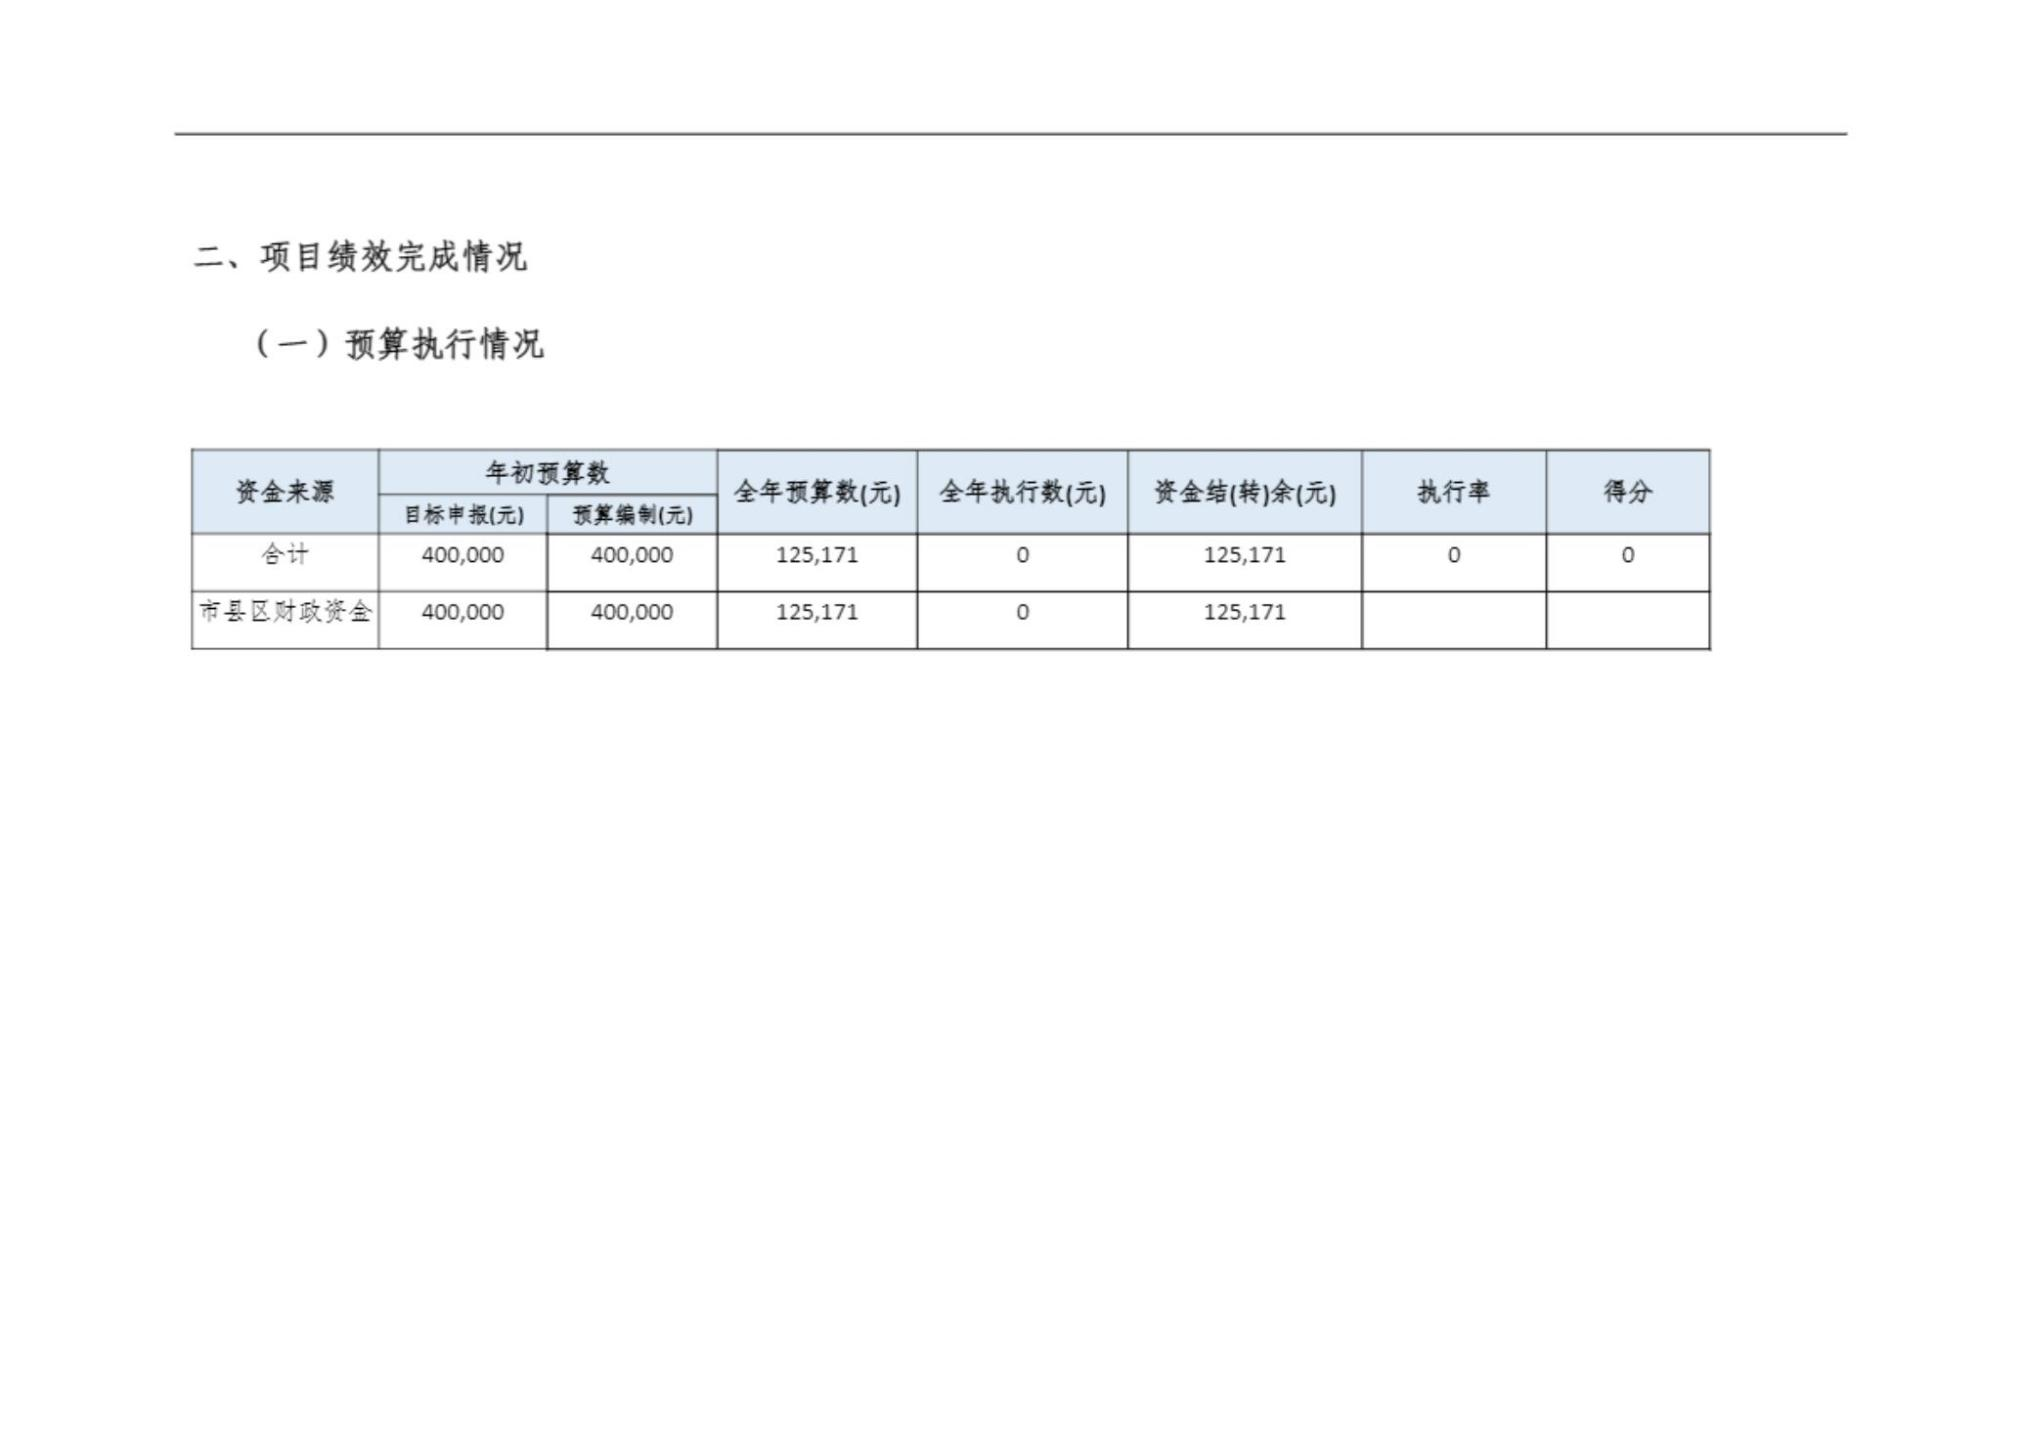 二、项目绩效完成情况
（一）预算执行情况
资金来源 年初预算数 全年预算数(元) 全年执行数(元) 资金结(转)余(元) 执行率 得分
目标申报(元) 预算编制(元)
合计 400,000 400,000 125,171 0 125,171 0 0
市县区财政资金 400,000 400,000 125,171 0 125,171